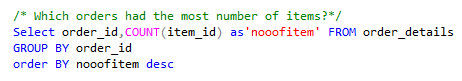 /* Which orders had the most number of items?*/
Select order_id,COUNT(item_id) as'nooofitem' FROM order_details
GROUP BY order_id
order BY nooofitem desc